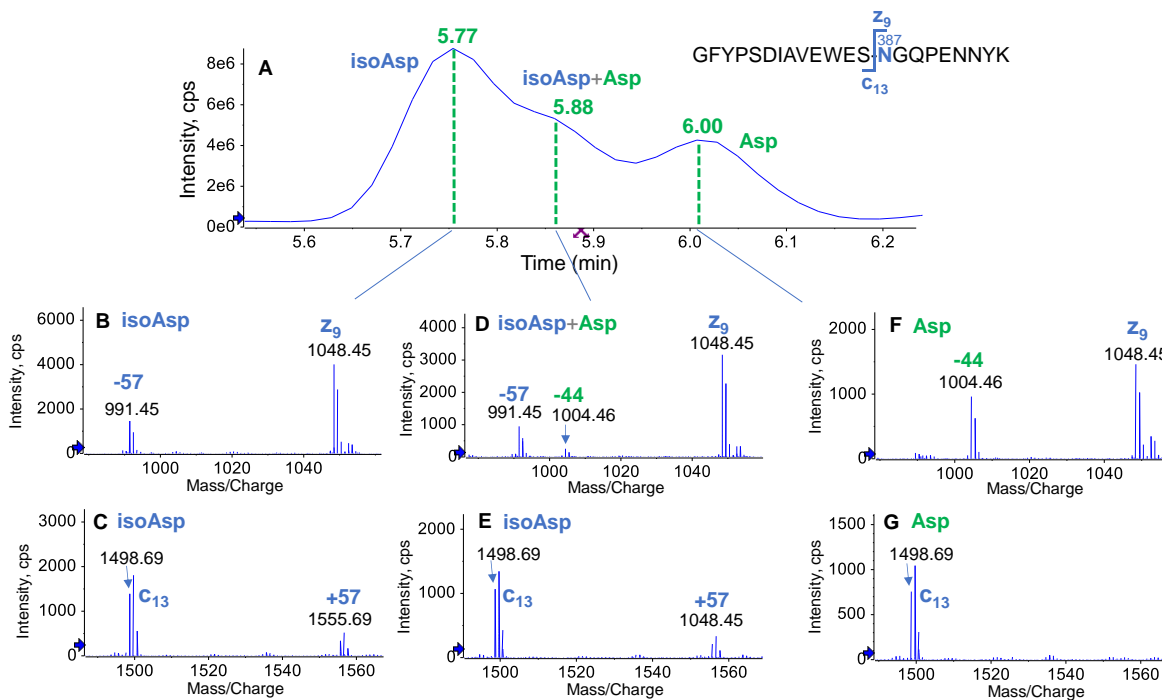 A
Intensity, cps
8e6
6e6
4e6
2e6
0e0
isoAsp
5.77
isoAsp+Asp
5.88
6.00
Asp
z9
387
GFYPSDIAVEWES-NGQPENNYK
c13
5.6 5.7 5.8 5.9 6.0 6.1 6.2
Time (min)
B isoAsp
Intensity, cps
6000
4000
2000
0
-57
991.45
z9
1048.45
1000 1020 1040
Mass/Charge
D isoAsp+Asp
Intensity, cps
4000
3000
2000
1000
0
-57
991.45
-44
1004.46
z9
1048.45
1000 1020 1040
Mass/Charge
F Asp
Intensity, cps
2000
1000
0
-44
1004.46
z9
1048.45
1000 1020 1040
Mass/Charge
C isoAsp
Intensity, cps
3000
2000
1000
0
1498.69
c13
+57
1555.69
1500 1520 1540 1560
Mass/Charge
E isoAsp
Intensity, cps
2000
1000
0
1498.69
c13
+57
1048.45
1500 1520 1540 1560
Mass/Charge
G Asp
Intensity, cps
1500
1000
500
0
1498.69
c13
1500 1520 1540 1560
Mass/Charge